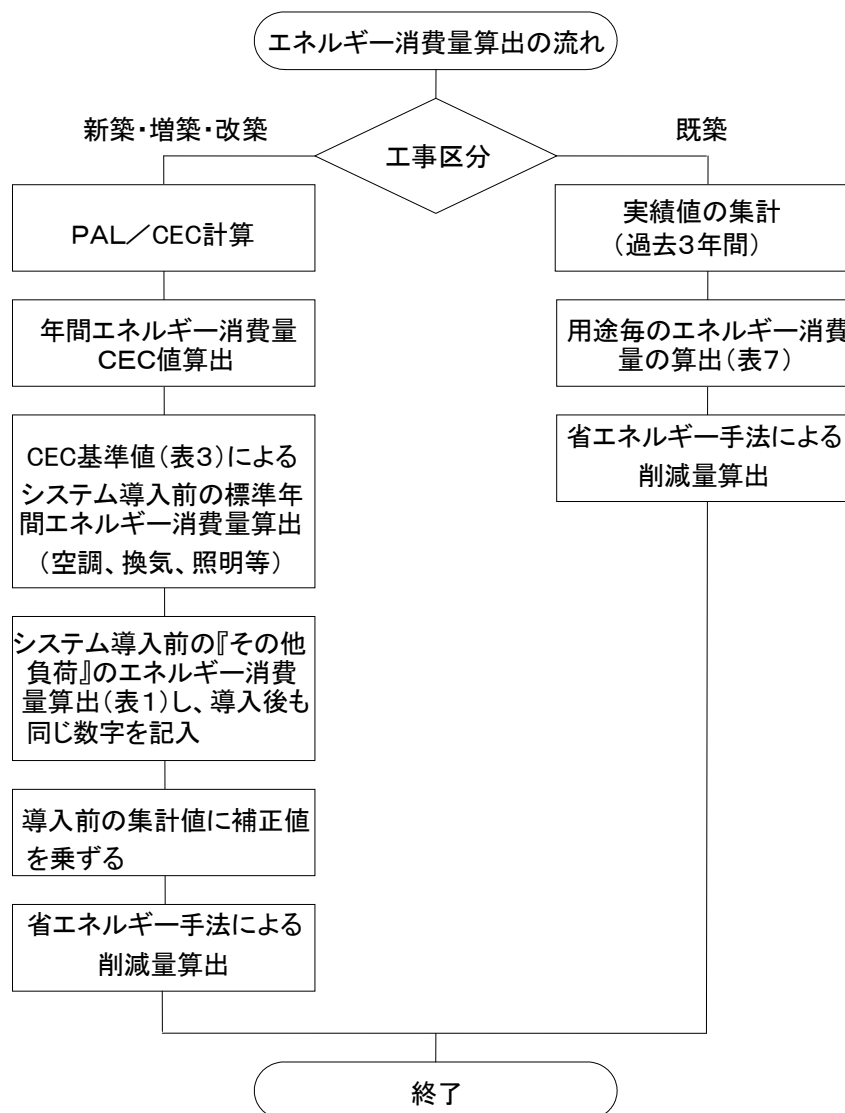 エネルギー消費量算出の流れ
新築・増築・改築
既築
工事区分
PAL／CEC計算
実績値の集計
（過去３年間）
年間エネルギー消費量
CEC値算出
用途毎のエネルギー消費
量の算出（表７）
CEC基準値（表３）による
システム導入前の標準年
間エネルギー消費量算出
（空調、換気、照明等）
省エネルギー手法による
削減量算出
システム導入前の『その他
負荷』のエネルギー消費
量算出（表１）し、導入後も
同じ数字を記入
導入前の集計値に補正値
を乗ずる
省エネルギー手法による
削減量算出
終了